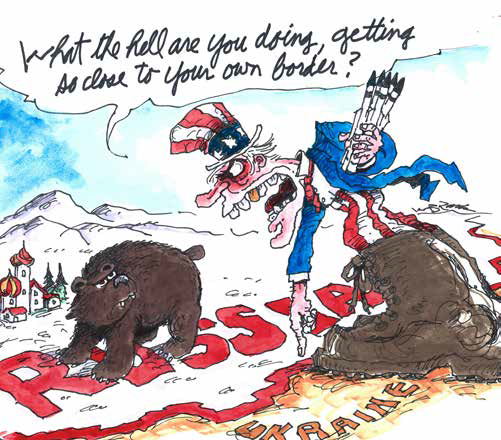 What the hell are you doing, getting
so close to your own border?
RUSSIA
UKRAINE